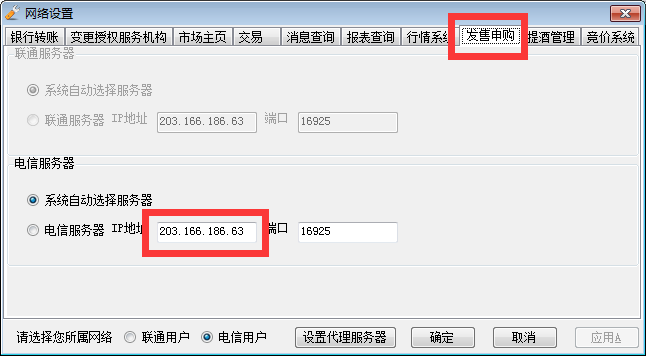 网络设置
银行转账 变更授权服务机构 市场主页 交易 消息查询 报表查询 行情系统 发售申购 提酒管理 竞价系统
联通服务器
系统自动选择服务器
联通服务器 IP地址 203.166.186.63 端口 16925
电信服务器
系统自动选择服务器
电信服务器 IP地址 203.166.186.63 端口 16925
请选择您所属网络 联通用户 电信用户 设置代理服务器 确定 取消 应用A